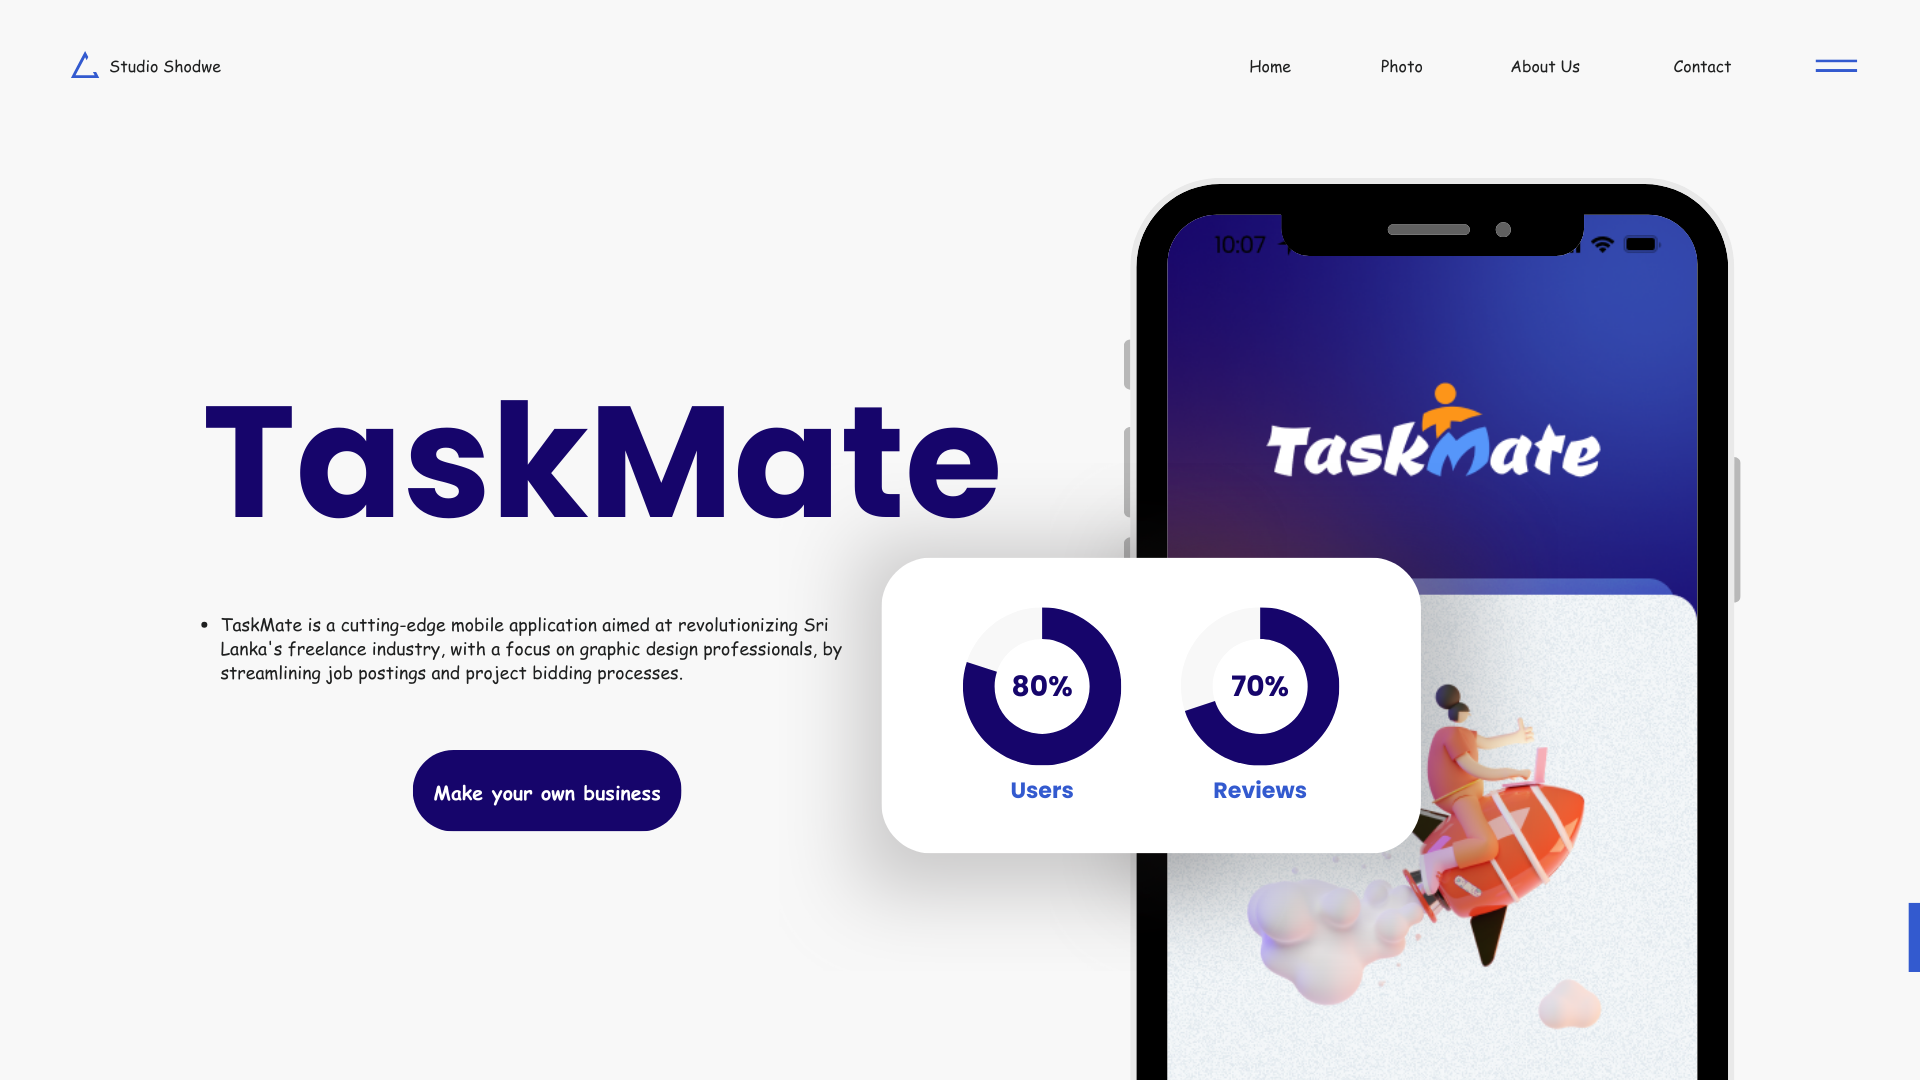 Studio Shodwe
Home
Photo
About Us
Contact
10:07
TaskMate
TaskMate
• TaskMate is a cutting-edge mobile application aimed at revolutionizing Sri
Lanka's freelance industry, with a focus on graphic design professionals, by
streamlining job postings and project bidding processes.
80%
70%
Users
Reviews
Make your own business